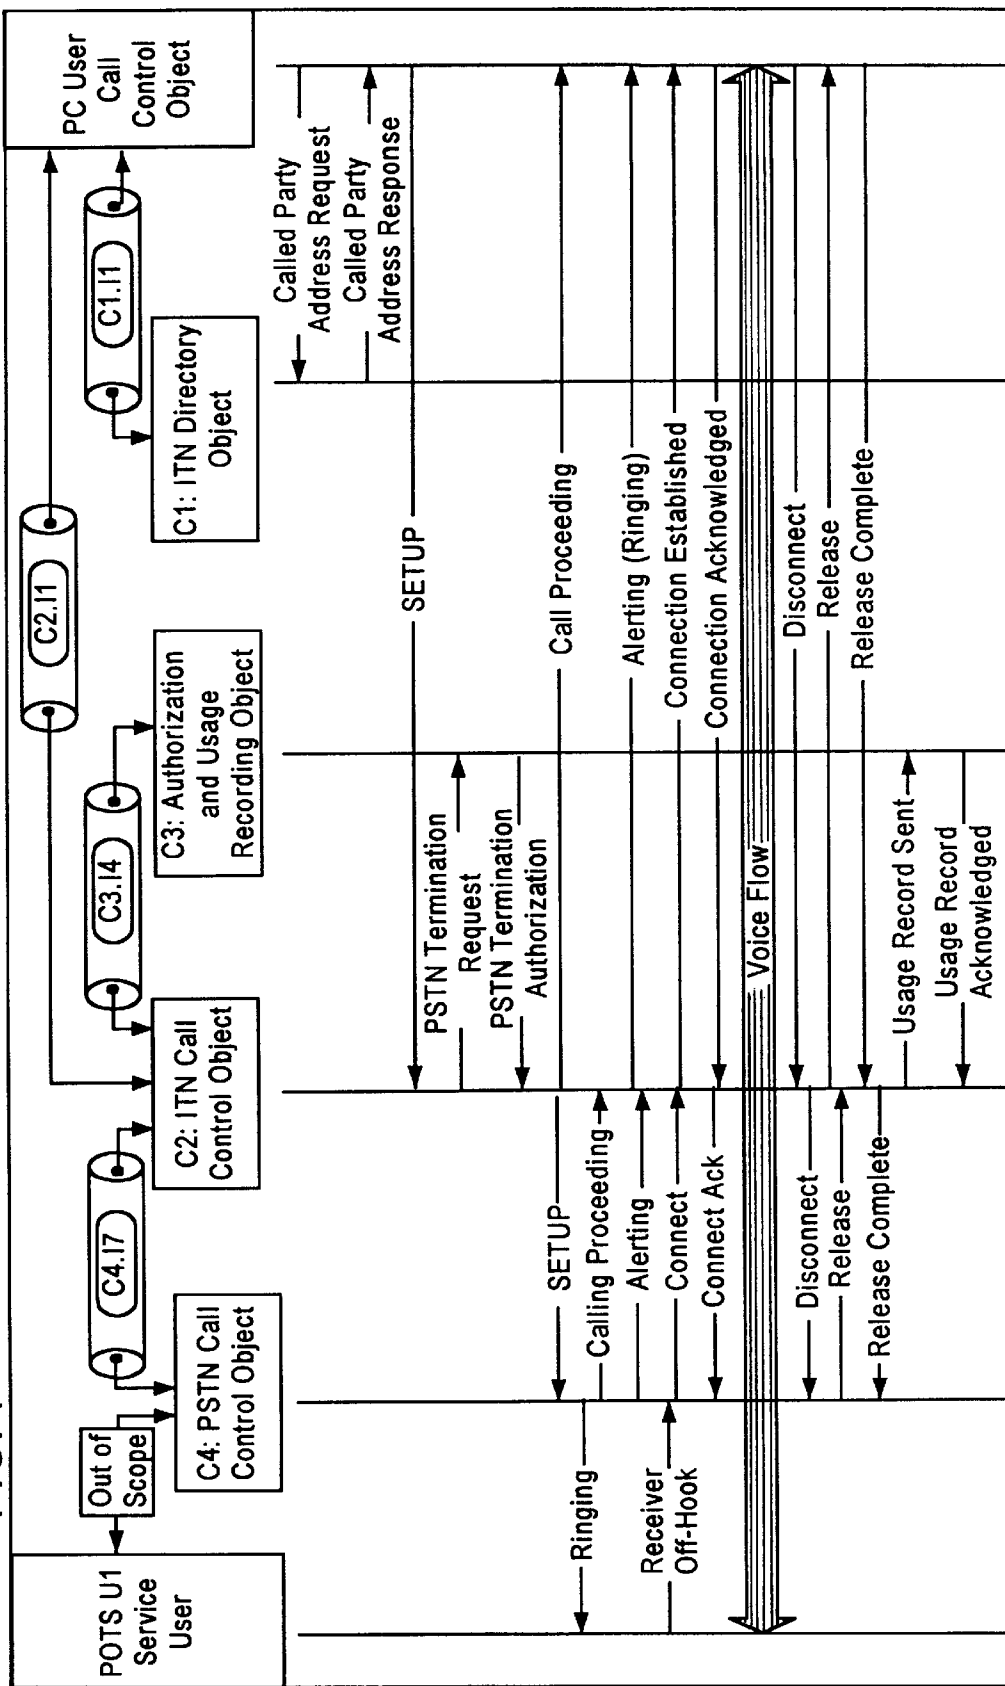 PC User
Call
Control
Object
C1.I1
C1: ITN Directory
Object
C2.I1
C3: Authorization
and Usage
Recording Object
C3.I4
C2: ITN Call
Control Object
C4.I7
C4: PSTN Call
Control Object
Out of
Scope
POTS U1
Service
User
Called Party
Address Request
Called Party
Address Response
SETUP
PSTN Termination
Request
PSTN Termination
Authorization
SETUP
Call Proceeding
Ringing
Calling Proceeding
Alerting (Ringing)
Alerting
Receiver
Off-Hook
Connection Established
Connect
Connection Acknowledged
Connect Ack
Voice Flow
Disconnect
Disconnect
Release
Release
Release Complete
Release Complete
Usage Record Sent
Usage Record
Acknowledged